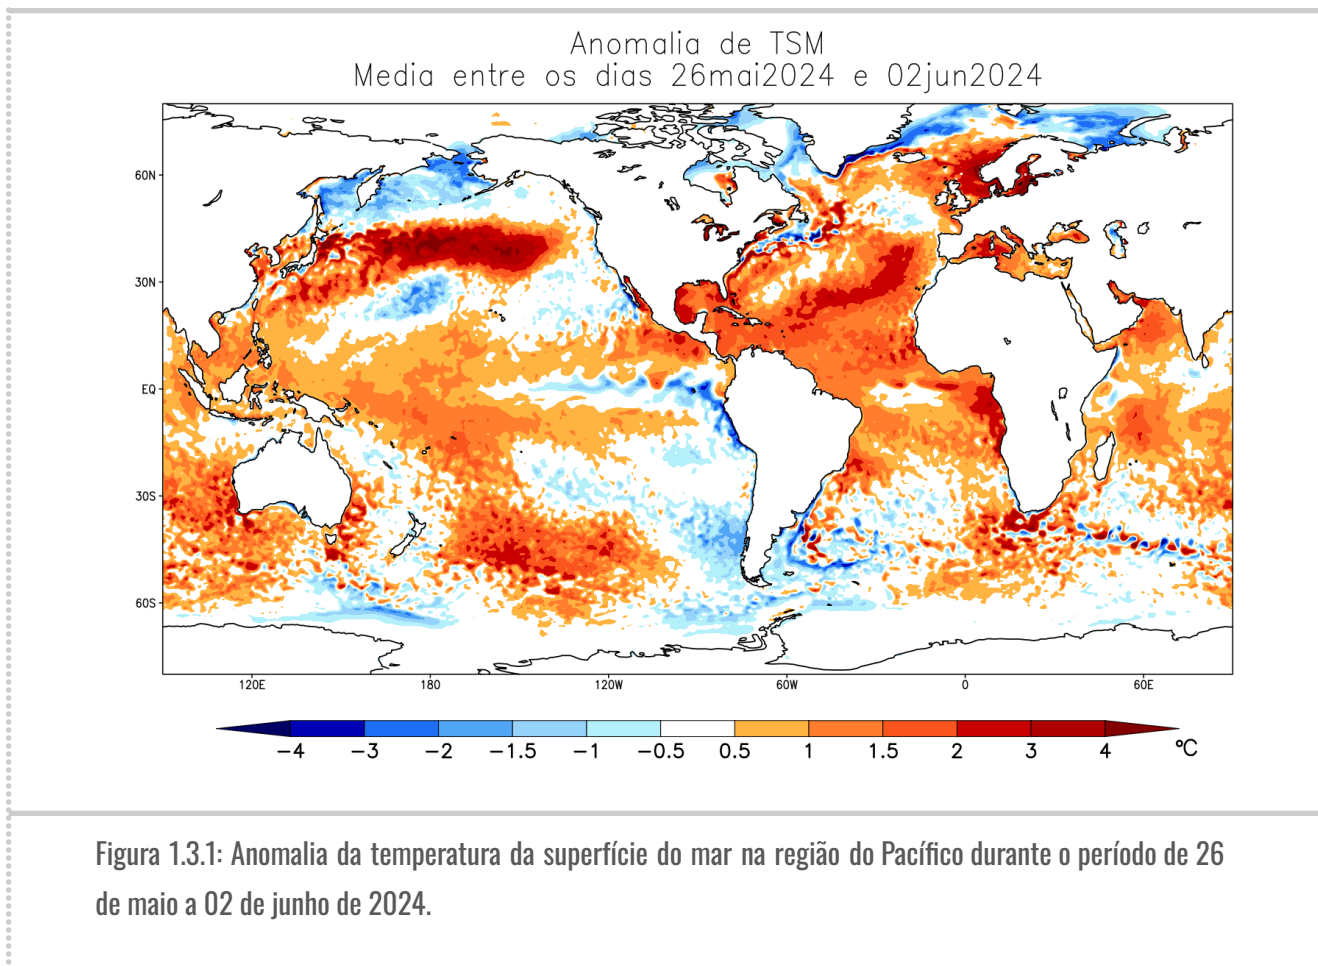 Anomalia de TSM
Media entre os dias 26mai2024 e 02jun2024
60N
30N
EQ
30S
60S
120E 180 120W 60W 0 60E
−4 −3 −2 −1.5 −1 −0.5 0.5 1 1.5 2 3 4 ºC
Figura 1.3.1: Anomalia da temperatura da superfície do mar na região do Pacífico durante o período de 26
de maio a 02 de junho de 2024.